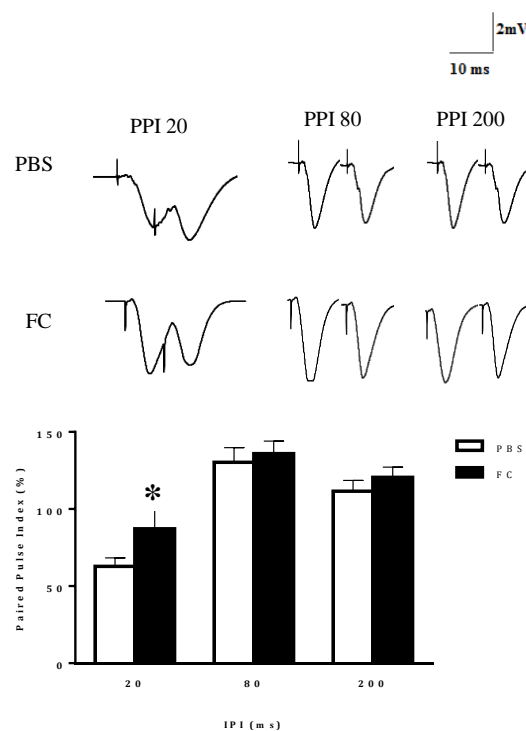 2mV
10 ms
PPI 20 PPI 80 PPI 200
PBS
FC
150
100
50
0
Paired Pulse Index (%)
*
PBS
FC
20 80 200
IPI (ms)